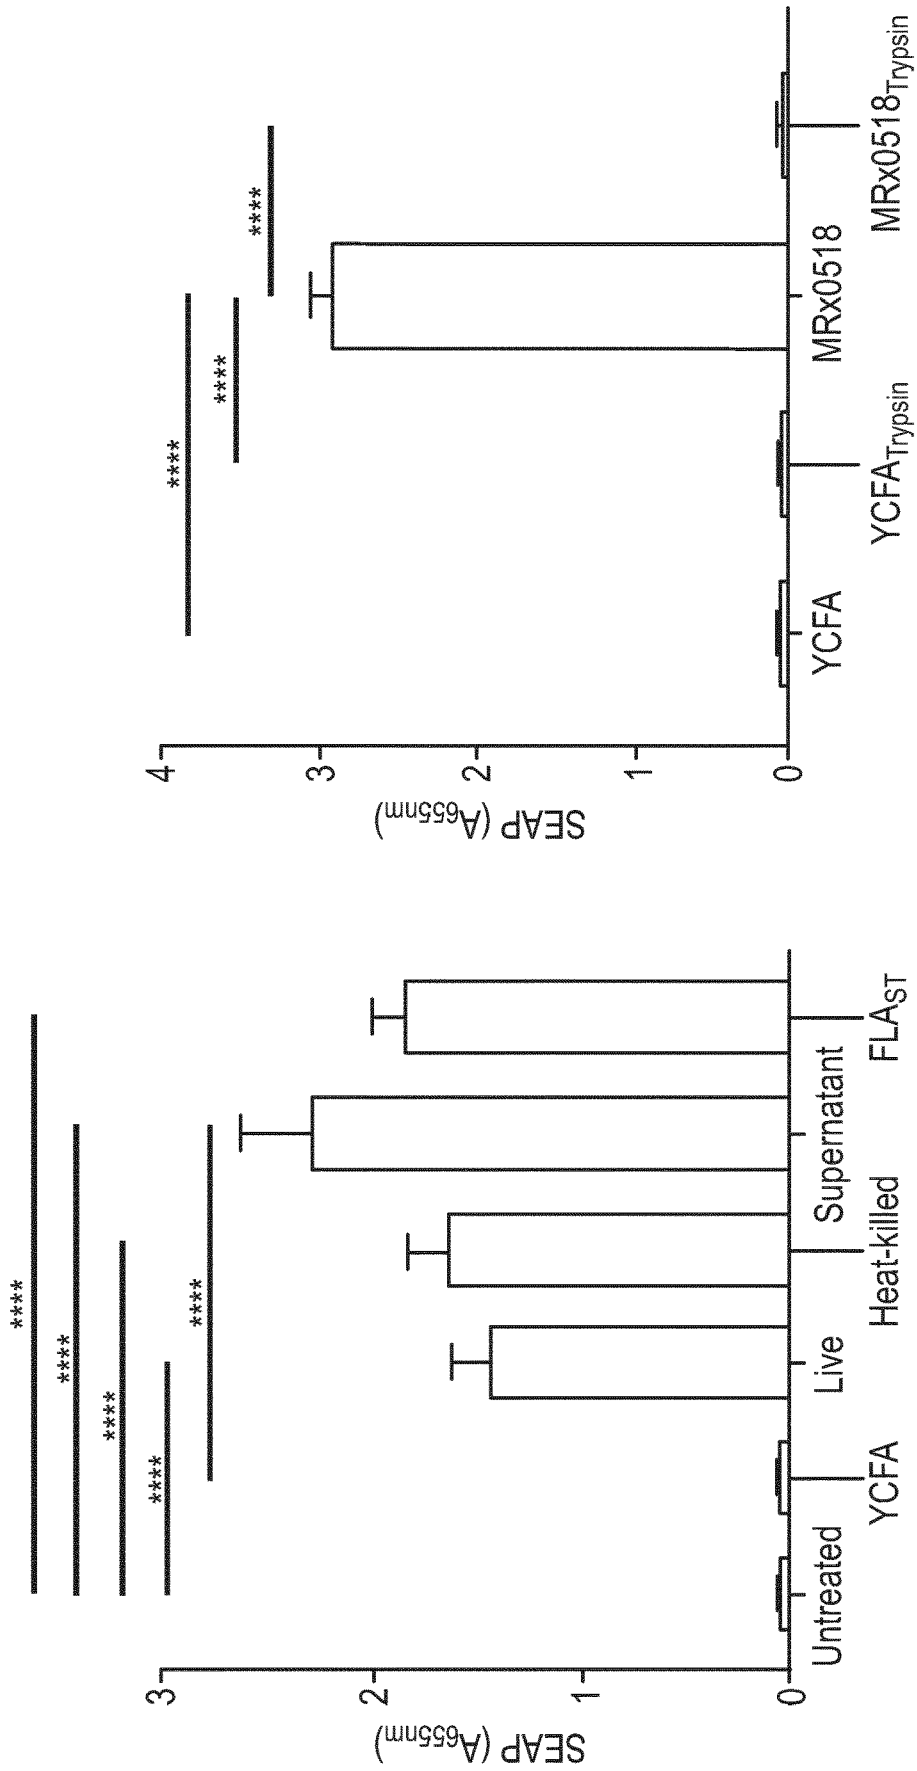 ****
****
****
****
****
3
2
1
0
SEAP (A655nm)
Untreated
YCFA
Live
Heat-killed
Supernatant
FLAST
****
****
****
4
3
2
1
0
SEAP (A655nm)
YCFA
YCFATrypsin
MRx0518
MRx0518Trypsin